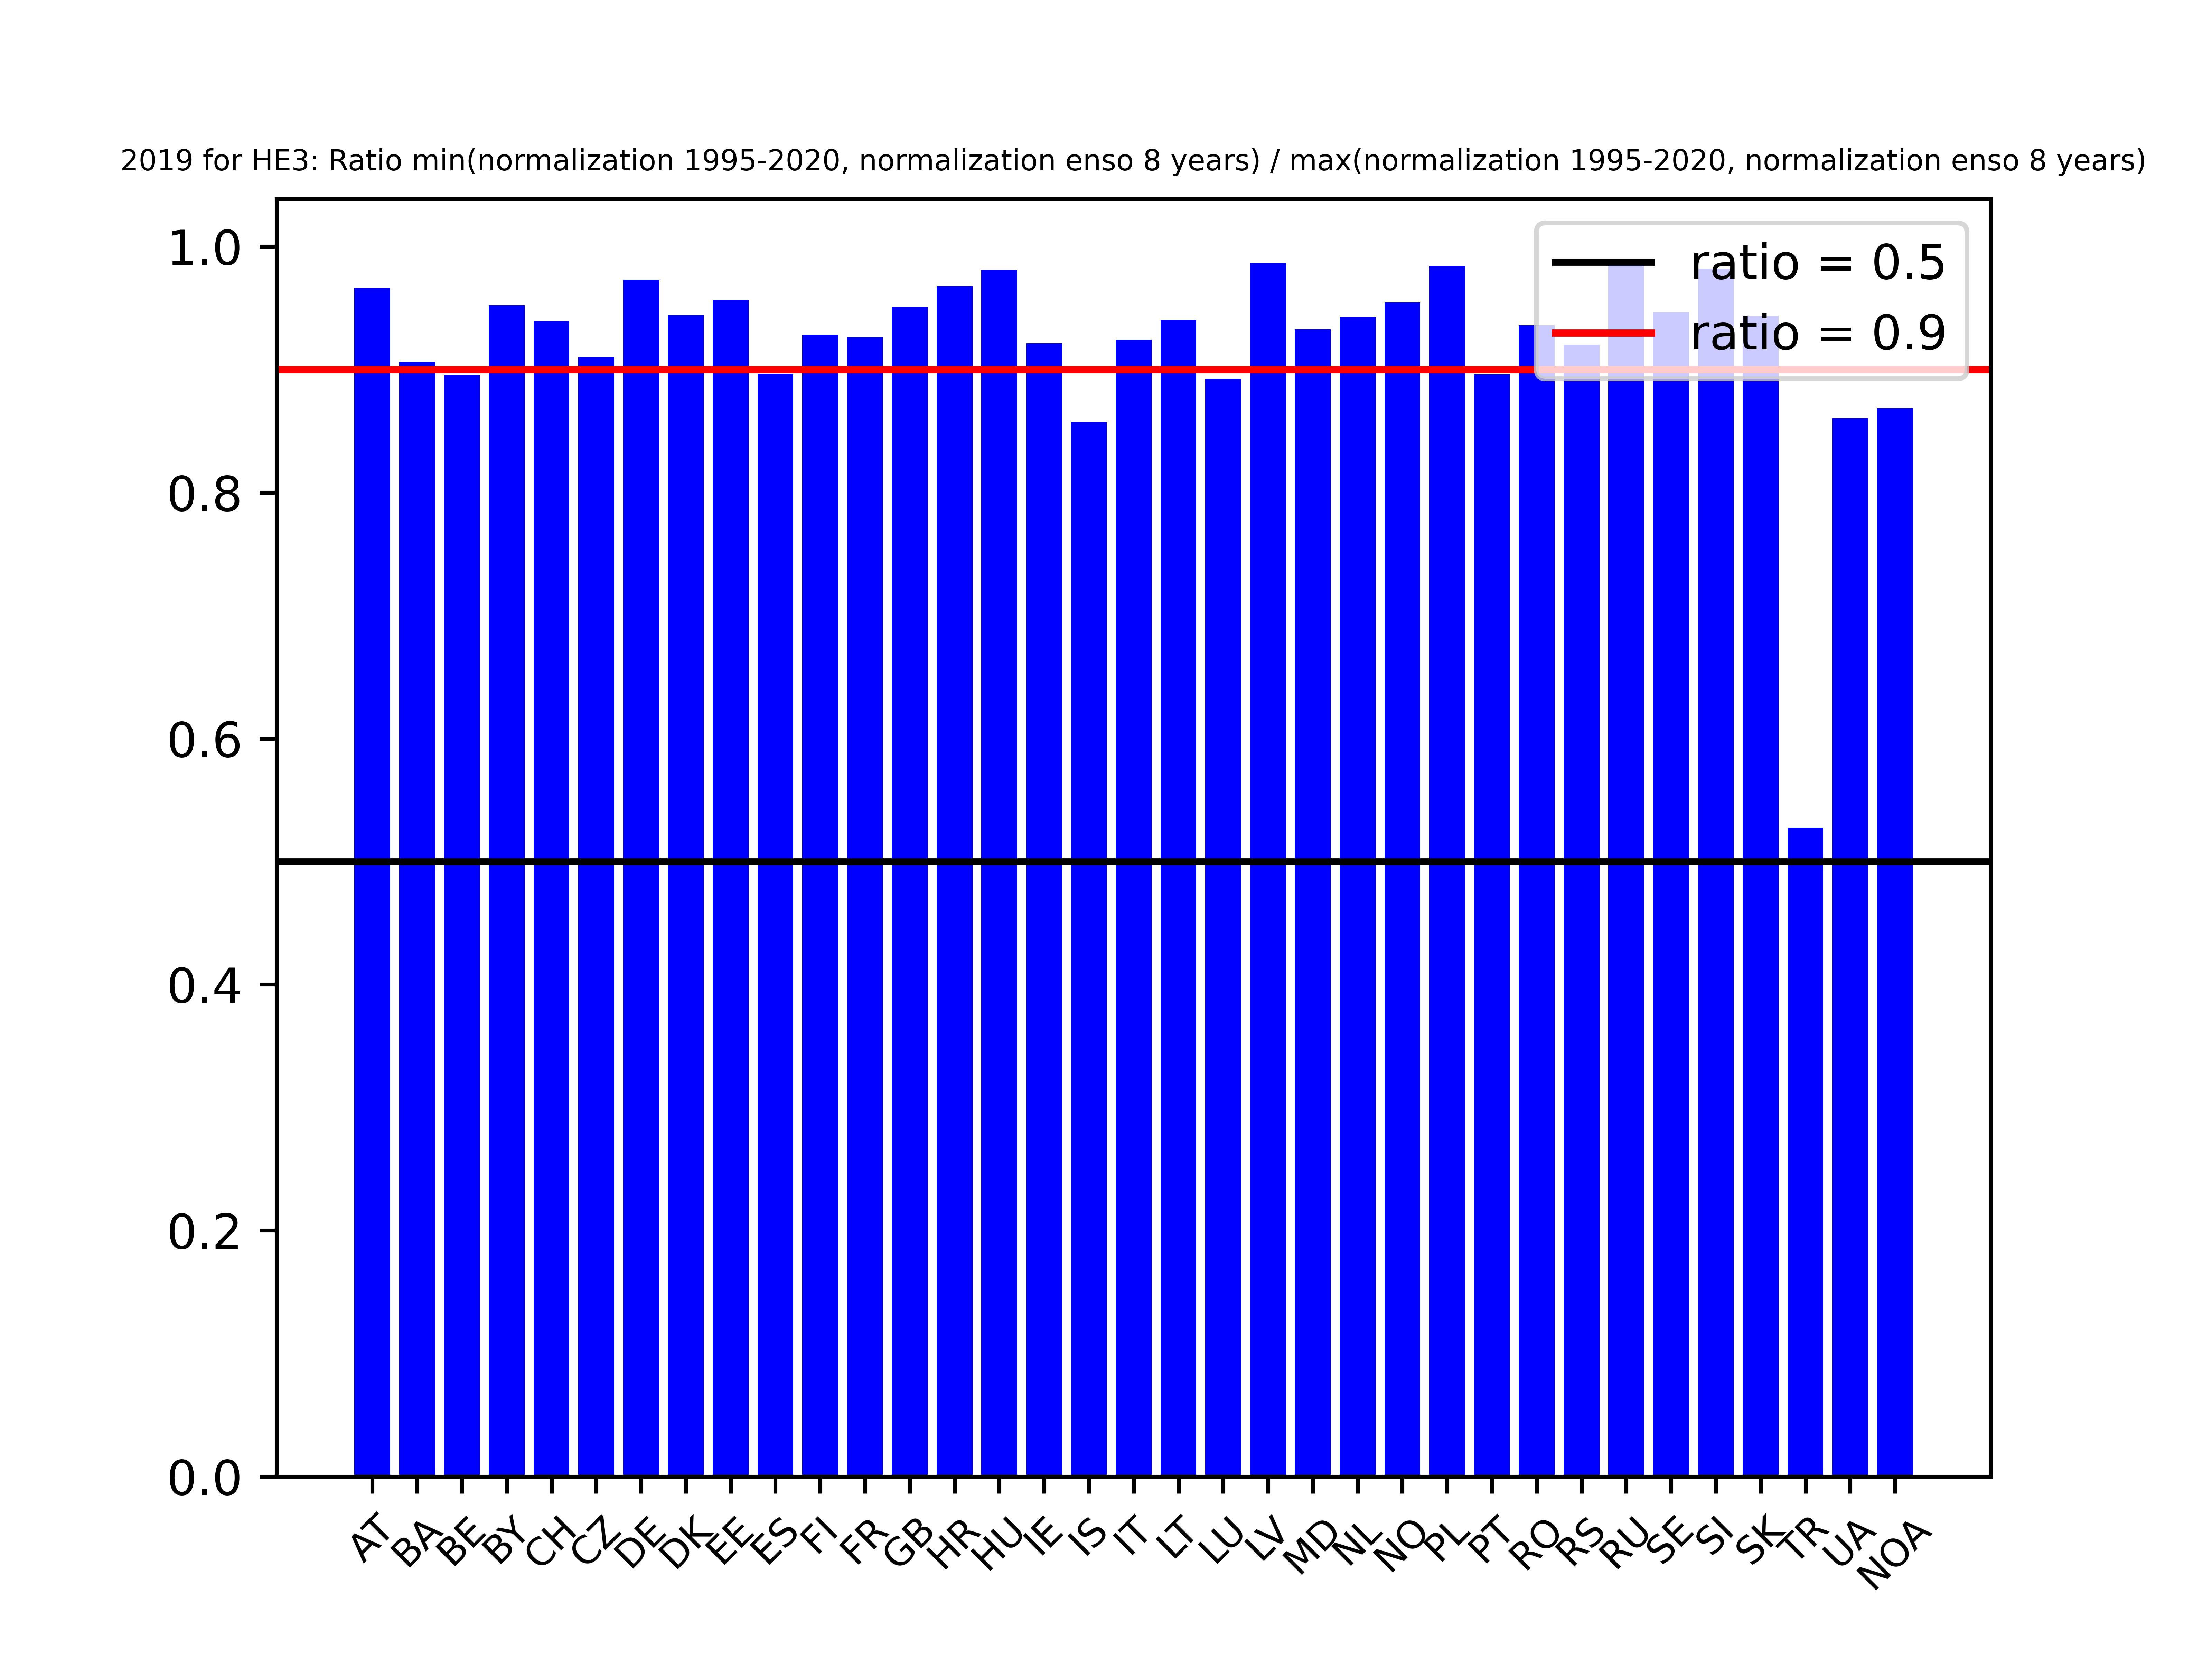 2019 for HE3: Ratio min(normalization 1995-2020, normalization enso 8 years) / max(normalization 1995-2020, normalization enso 8 years)
1.0
0.8
0.6
0.4
0.2
0.0
ratio = 0.5
ratio = 0.9
AT BA BE BY CH CZ DE DK EE ES FI FR GB HR HU IE IS IT LT LU LV MD NL NO PL PT RO RS RU SE SI SK TR UA NOA